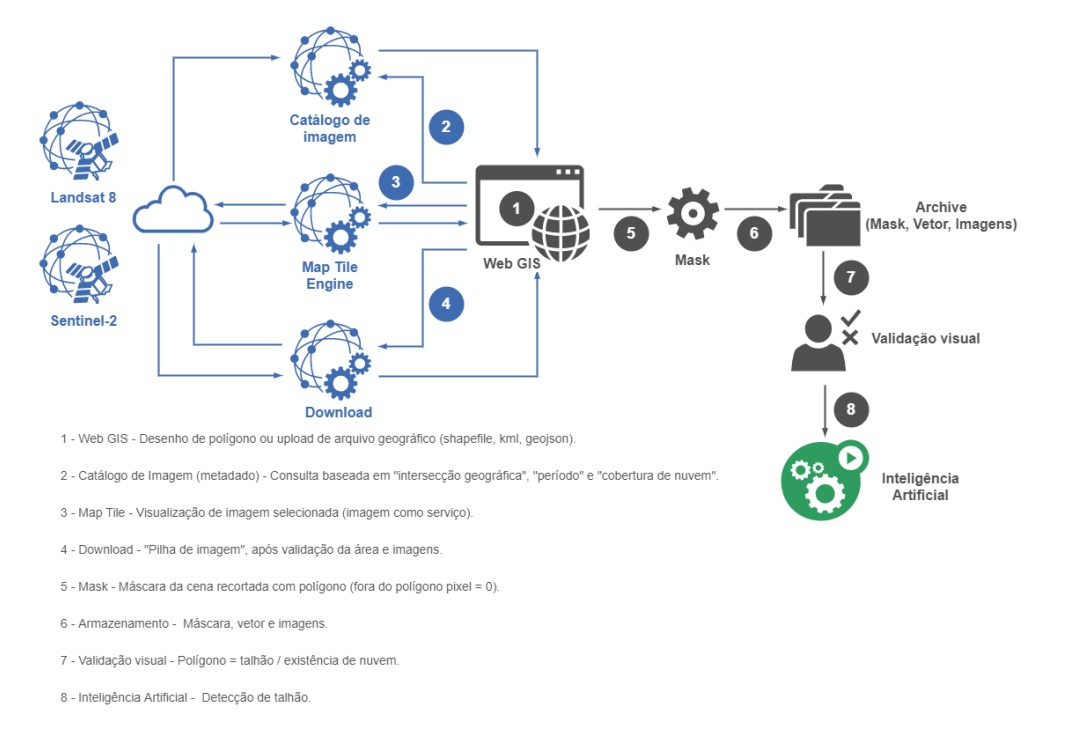 Catálogo de
imagem
2
Landsat 8
3
1
Web GIS
5
Mask
6
Archive
(Mask, Vetor, Imagens)
Map Tile
Engine
Sentinel-2
4
7
Validação visual
Download
8
Inteligência
Artificial
1 - Web GIS - Desenho de polígono ou upload de arquivo geográfico (shapefile, kml, geojson).
2 - Catálogo de Imagem (metadado) - Consulta baseada em "intersecção geográfica", "período" e "cobertura de nuvem".
3 - Map Tile - Visualização de imagem selecionada (imagem como serviço).
4 - Download - "Pilha de imagem", após validação da área e imagens.
5 - Mask - Máscara da cena recortada com polígono (fora do polígono pixel = 0).
6 - Armazenamento -  Máscara, vetor e imagens.
7 - Validação visual - Polígono = talhão / existência de nuvem.
8 - Inteligência Artificial -  Detecção de talhão.